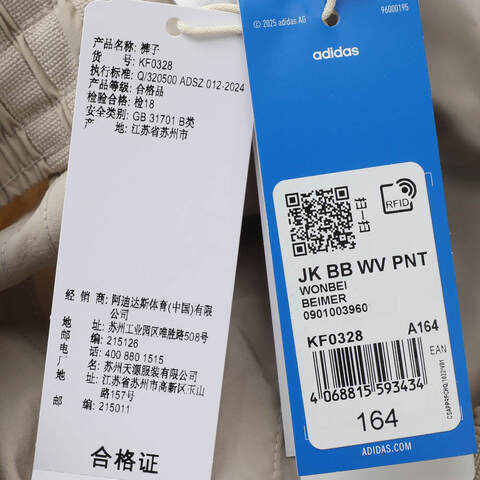 产品名称: 裤子
货 号: KF0328
执行标准: Q/320500 ADSZ 012-2024
产品等级: 合格品
检验合格: 检18
安全类别: GB 31701 B类
产 地: 江苏省苏州市
经 销 商: 阿迪达斯体育(中国)有限
公司
地 址: 苏州工业园区唯胜路508号
邮 编: 215126
电 话: 400 880 1515
厂 名: 苏州天源服装有限公司
厂 址: 江苏省苏州市高新区玉山
路157号
邮 编: 215011
合格证
© 2025 adidas AG
96000195
adidas
RFID
JK BB WV PNT
WONBEI
BEIMER
0901003960
KF0328 A164
EAN
4 068815 593434
164
ADIDAS.COM